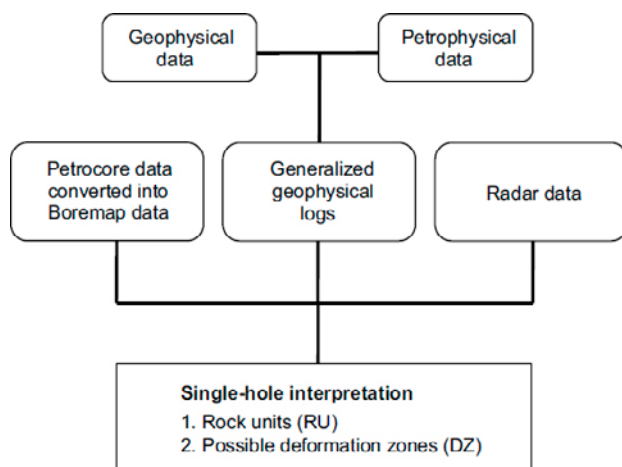 Geophysical
data
Petrophysical
data
Petrocore data
converted into
Boremap data
Generalized
geophysical
logs
Radar data
Single-hole interpretation
1. Rock units (RU)
2. Possible deformation zones (DZ)